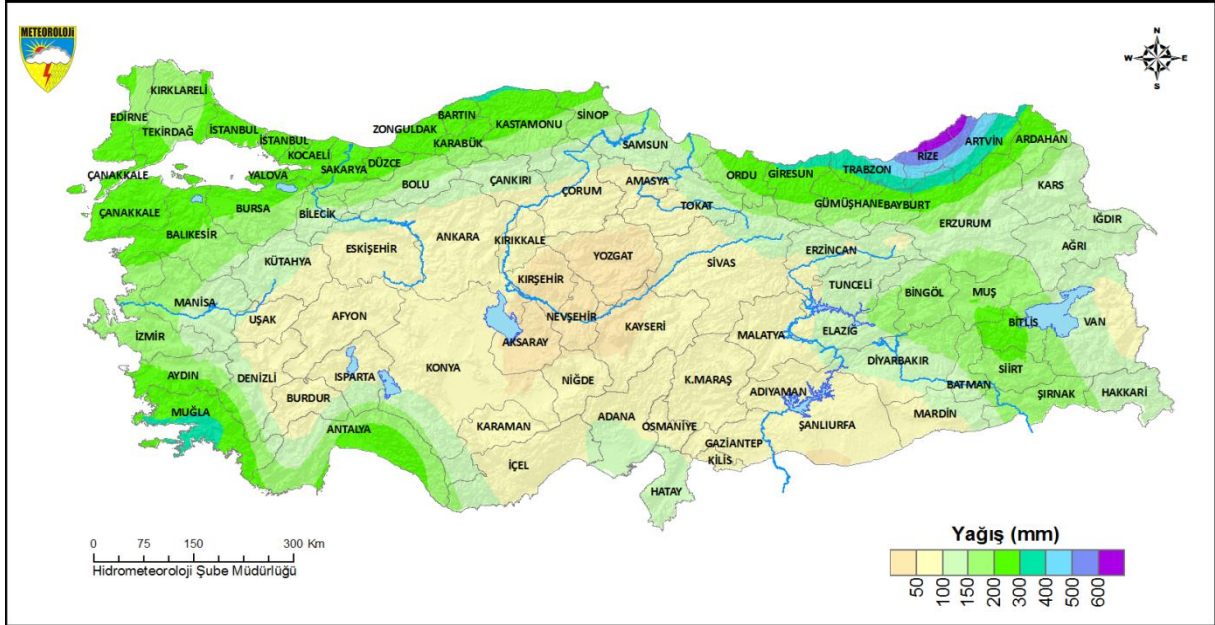 METEOROLOJİ
N
W E
S
KIRKLARELİ
EDİRNE
TEKİRDAĞ
İSTANBUL
İSTANBUL
KOCAELİ
ÇANAKKALE
YALOVA
SAKARYA
DÜZCE
ZONGULDAK
BARTIN
KARABÜK
KASTAMONU
SİNOP
SAMSUN
ÇANAKKALE
BURSA
BİLECİK
BOLU
ÇANKIRI
ÇORUM
AMASYA
TOKAT
ORDU
GİRESUN
TRABZON
RİZE
ARTVİN
ARDAHAN
GÜMÜŞHANE
BAYBURT
KARS
ERZURUM
IĞDIR
AĞRI
BALIKESİR
KÜTAHYA
ESKİŞEHİR
ANKARA
KIRIKKALE
KIRŞEHİR
YOZGAT
SİVAS
ERZİNCAN
TUNCELİ
BİNGÖL
MUŞ
BİTLİS
VAN
MANİSA
İZMİR
UŞAK
AFYON
KONYA
AKSARAY
NEVŞEHİR
KAYSERİ
MALATYA
ELAZIĞ
DİYARBAKIR
BATMAN
SİİRT
ŞIRNAK
HAKKARİ
AYDIN
DENİZLİ
BURDUR
ISPARTA
NİĞDE
K.MARAŞ
ADIYAMAN
MARDİN
ŞANLIURFA
MUĞLA
ANTALYA
KARAMAN
İÇEL
ADANA
OSMANİYE
GAZİANTEP
KİLİS
HATAY
0 75 150 300 Km
Hidrometeoroloji Şube Müdürlüğü
Yağış (mm)
50 100 150 200 300 400 500 600